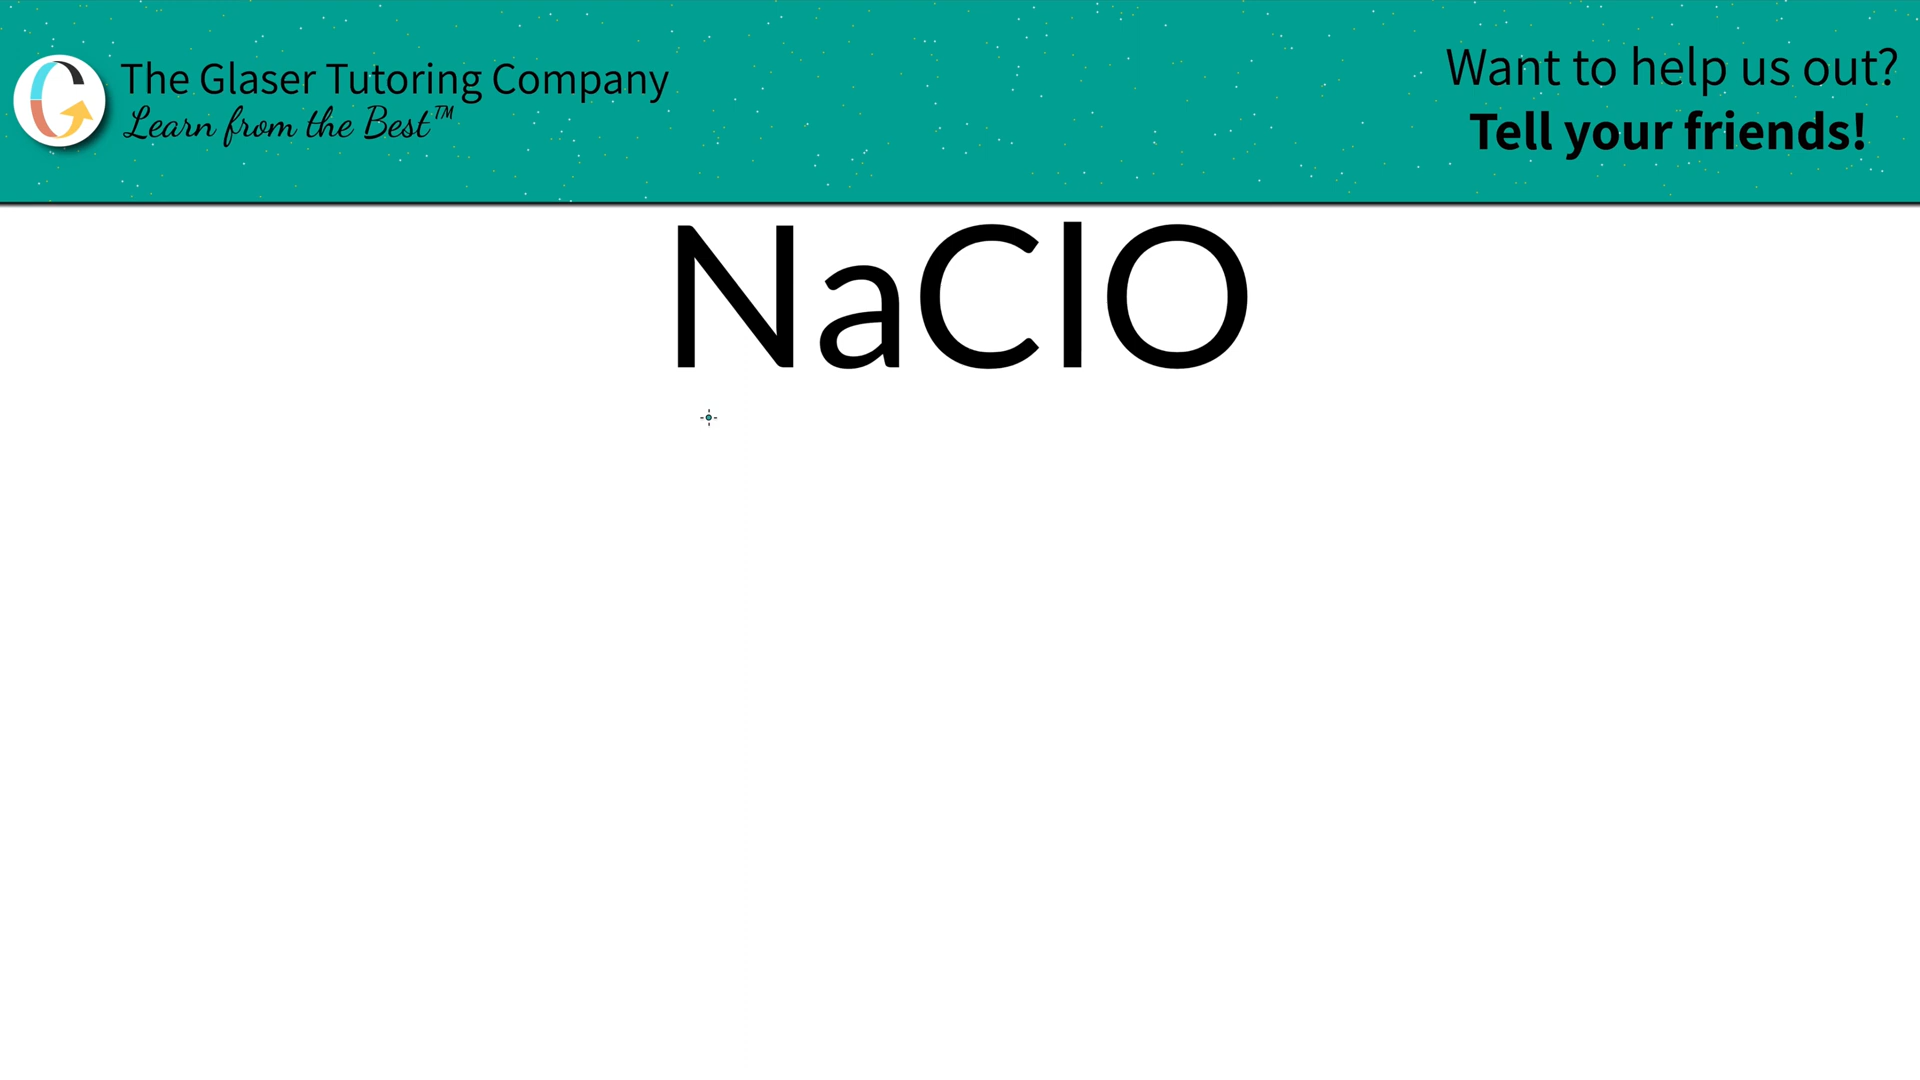 The Glaser Tutoring Company
Learn from the Best™
Want to help us out?
Tell your friends!
NaClO